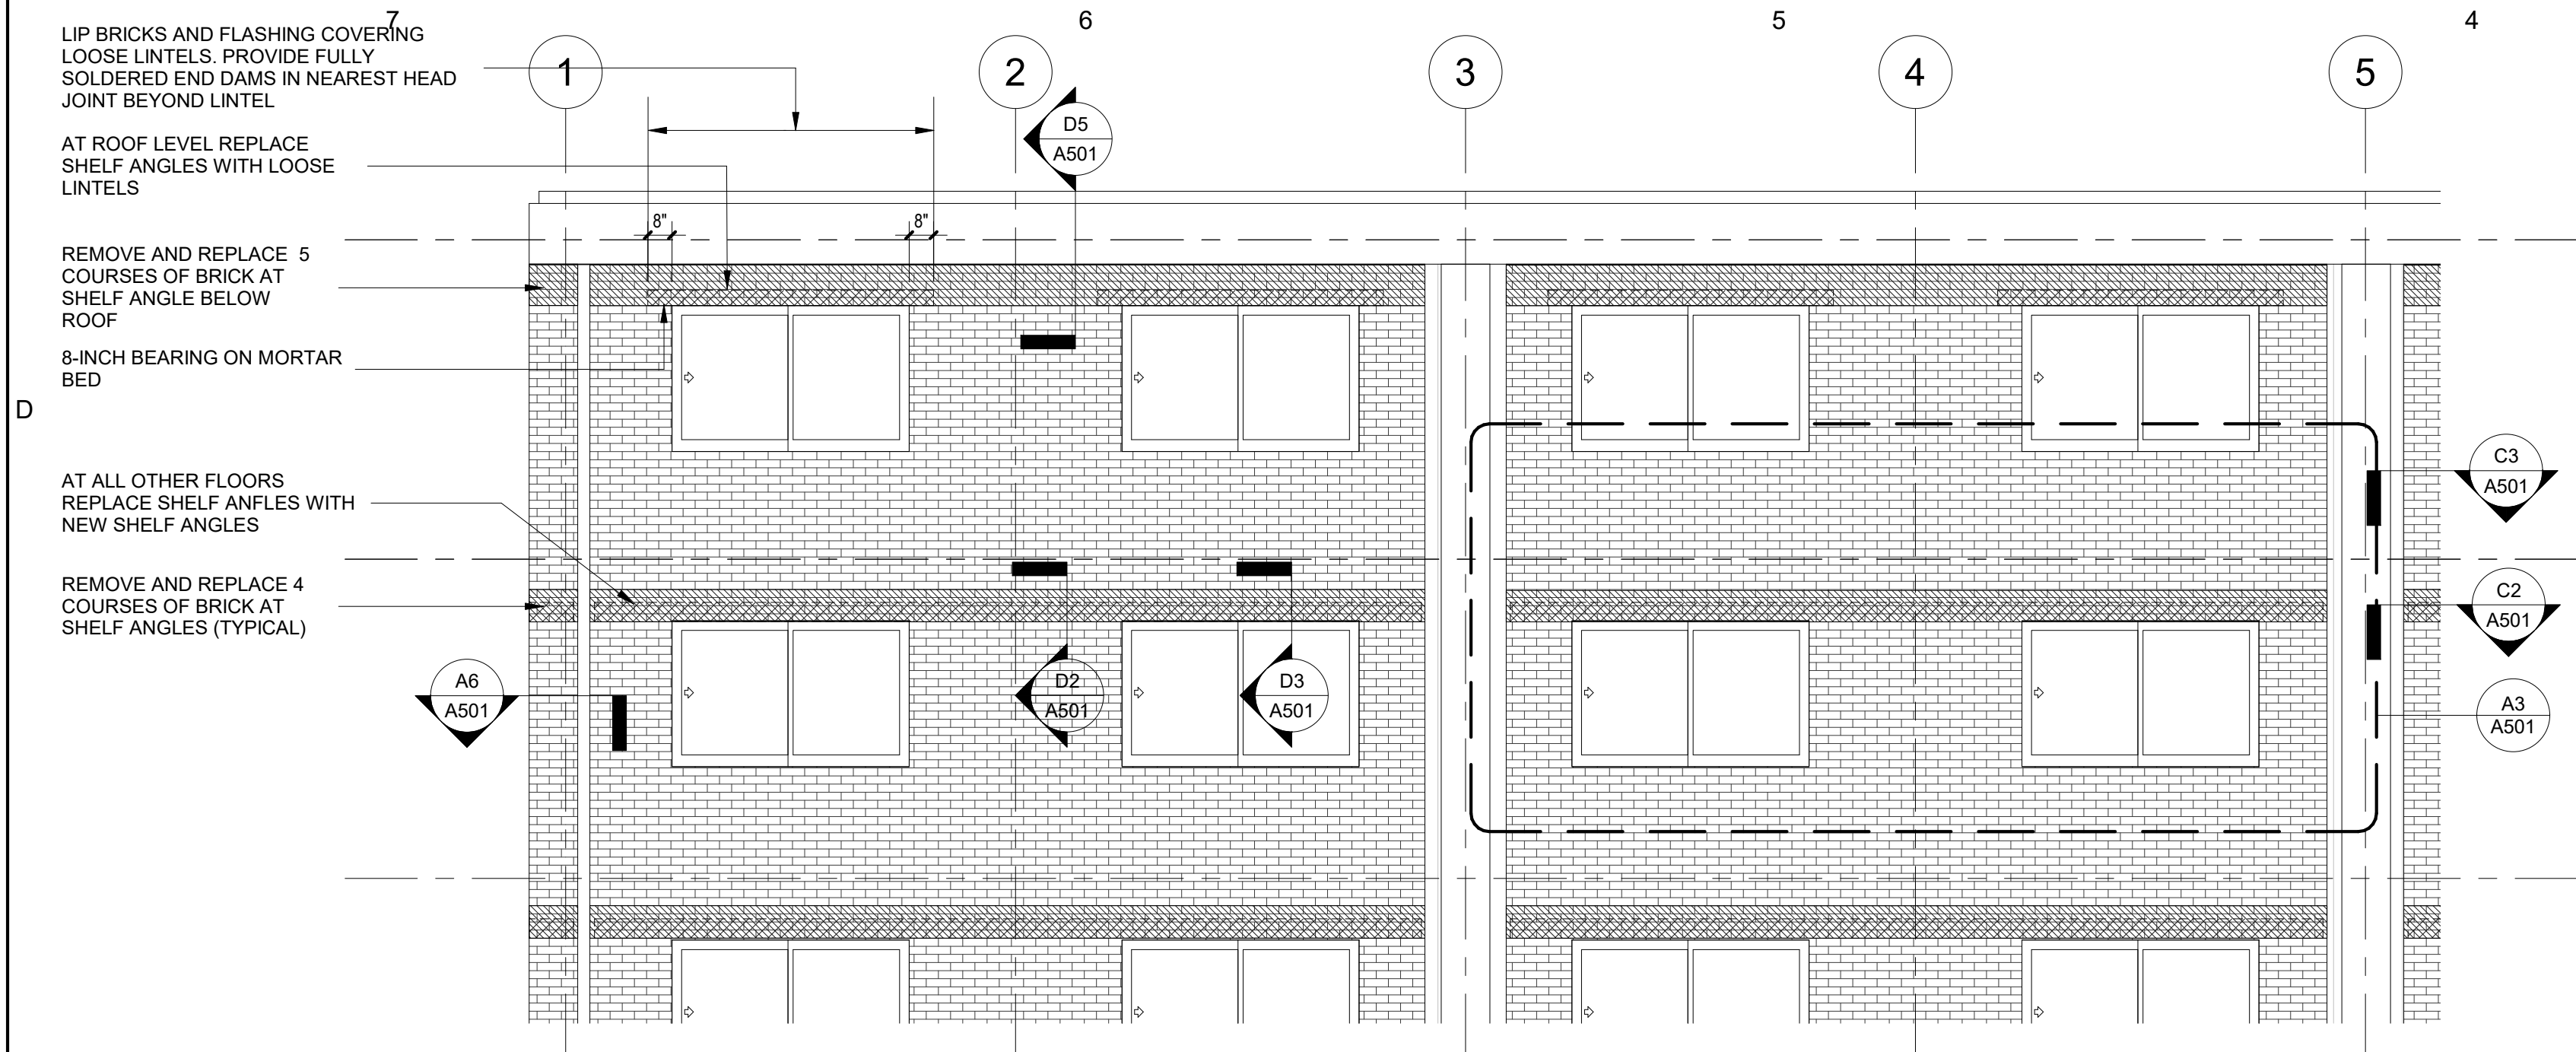 7
6
5
4
LIP BRICKS AND FLASHING COVERING
LOOSE LINTELS. PROVIDE FULLY
SOLDERED END DAMS IN NEAREST HEAD
JOINT BEYOND LINTEL
1
2
3
4
5
D5
A501
AT ROOF LEVEL REPLACE
SHELF ANGLES WITH LOOSE
LINTELS
8"
8"
REMOVE AND REPLACE 5
COURSES OF BRICK AT
SHELF ANGLE BELOW
ROOF
8-INCH BEARING ON MORTAR
BED
D
AT ALL OTHER FLOORS
REPLACE SHELF ANFLES WITH
NEW SHELF ANGLES
C3
A501
REMOVE AND REPLACE 4
COURSES OF BRICK AT
SHELF ANGLES (TYPICAL)
C2
A501
A6
A501
D2
A501
D3
A501
A3
A501